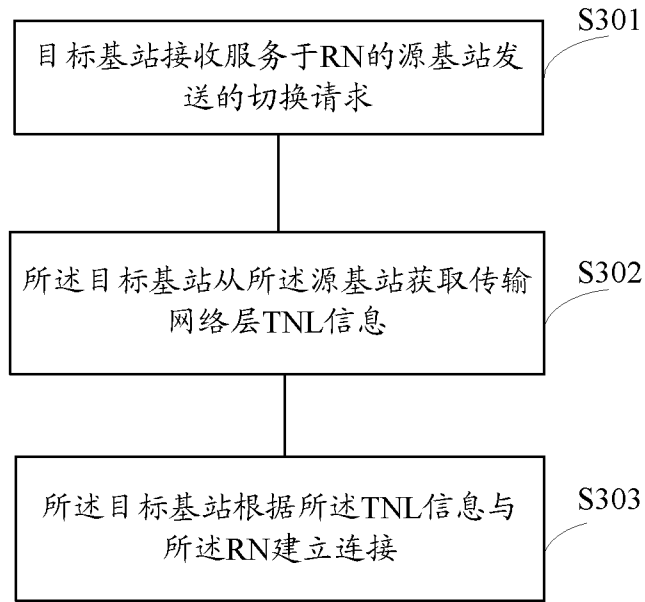 S301
目标基站接收服务于RN的源基站发
送的切换请求
S302
所述目标基站从所述源基站获取传输
网络层TNL信息
S303
所述目标基站根据所述TNL信息与
所述RN建立连接